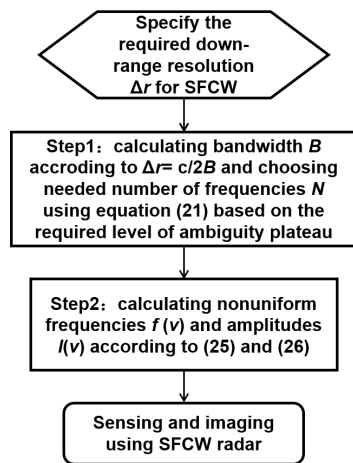 Specify the
required down-
range resolution
Δr for SFCW
Step1：calculating bandwidth B
accroding to Δr= c/2B and choosing
needed number of frequencies N
using equation (21) based on the
required level of ambiguity plateau
Step2：calculating nonuniform
frequencies f (v) and amplitudes
I(v) according to (25) and (26)
Sensing and imaging
using SFCW radar